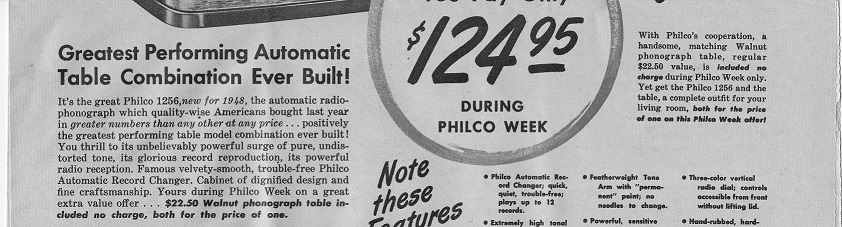 Greatest Performing Automatic
Table Combination Ever Built!
It's the great Philco 1256, new for 1948, the automatic radio-
phonograph which quality-wise Americans bought last year
in greater numbers than any other at any price . . . positively
the greatest performing table model combination ever built!
You thrill to its unbelievably powerful surge of pure, undis-
torted tone, its glorious record reproduction, its powerful
radio reception. Famous velvety-smooth, trouble-free Philco
Automatic Record Changer. Cabinet of dignified design and
fine craftsmanship. Yours during Philco Week on a great
extra value offer . . . $22.50 Walnut phonograph table in-
cluded no charge, both for the price of one.
$124.95
DURING
PHILCO WEEK
With Philco's cooperation, a
handsome, matching Walnut
phonograph table, regular
$22.50 value, is included no
charge during Philco Week only.
Yet get the Philco 1256 and the
table, a complete outfit for your
living room, both for the price
of one on this Philco Week offer!
Note
these
Features
• Philco Automatic Rec-
ord Changer; quick,
quiet, trouble-free;
plays up to 12
records.
• Extremely high tonal
• Featherweight Tone
Arm with "perma-
nent" point; no
needles to change.
• Powerful, sensitive
• Three-color vertical
radio dial; controls
accessible from front
without lifting lid.
• Hand-rubbed, hard-